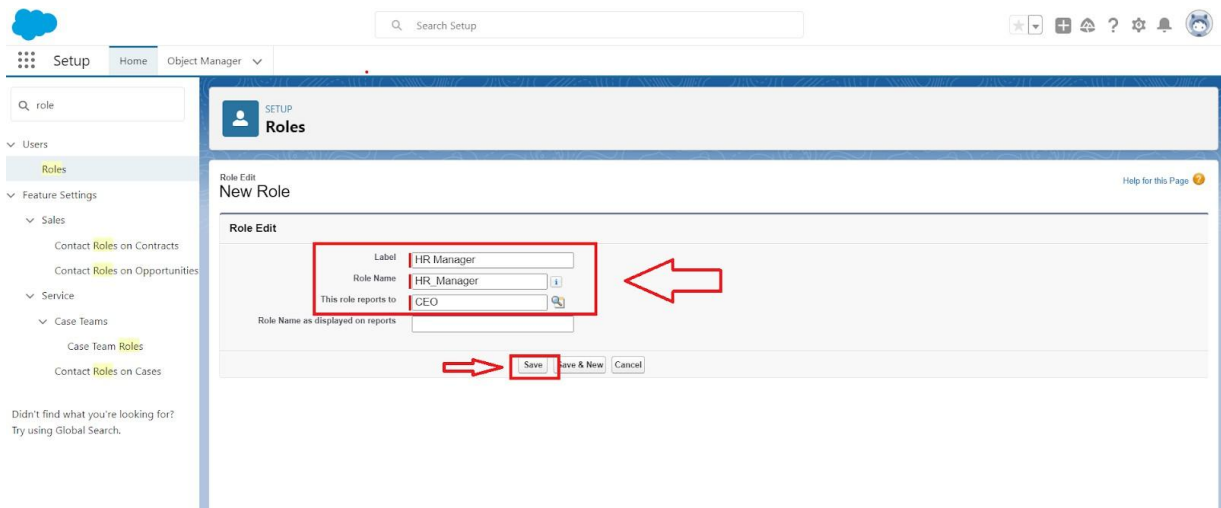 Search Setup
Setup
Home
Object Manager
role
Users
Roles
Feature Settings
Sales
Contact Roles on Contracts
Contact Roles on Opportunities
Service
Case Teams
Case Team Roles
Contact Roles on Cases
Didn't find what you're looking for?
Try using Global Search.
SETUP
Roles
Role Edit
New Role
Help for this Page
Role Edit
Label HR Manager
Role Name HR_Manager
This role reports to CEO
Role Name as displayed on reports
Save Save & New Cancel